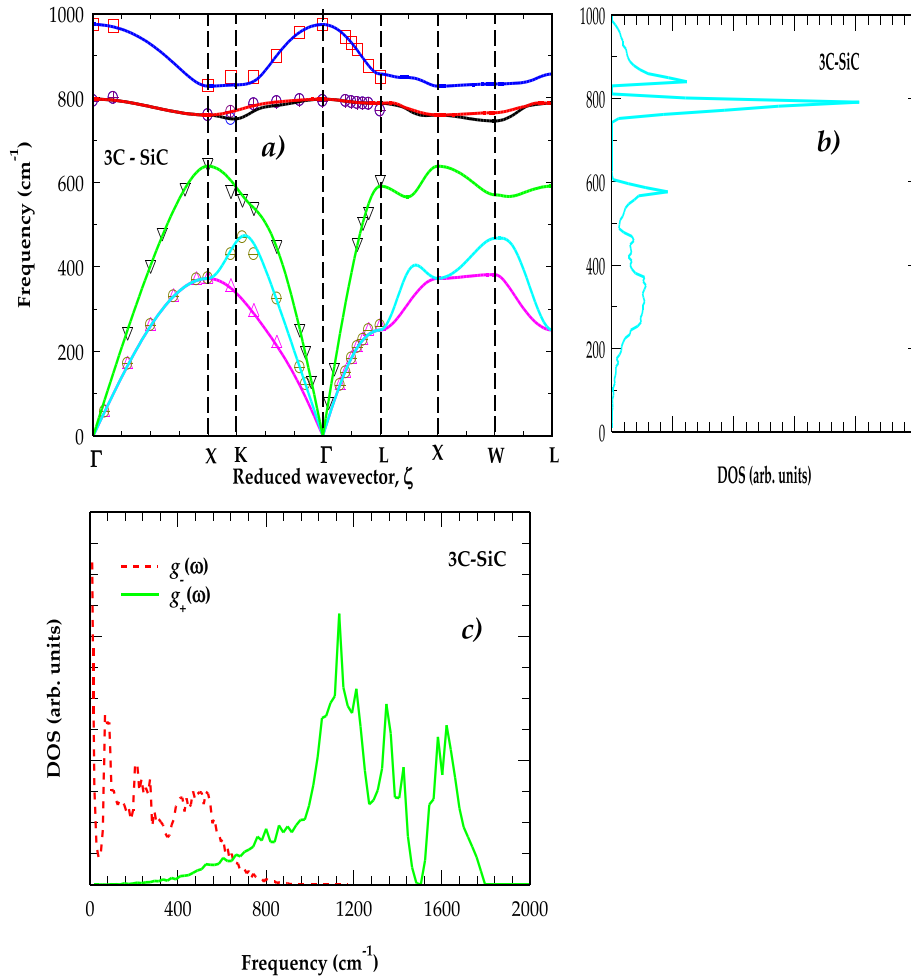 1000
800
600
400
200
0
Frequency (cm-1)
3C - SiC
a)
Γ X K Γ L X W L
Reduced wavevector, ζ
1000
800
600
400
200
0
3C-SiC
b)
DOS (arb. units)
g-(ω)
g+(ω)
3C-SiC
c)
DOS (arb. units)
0 400 800 1200 1600 2000
Frequency (cm-1)